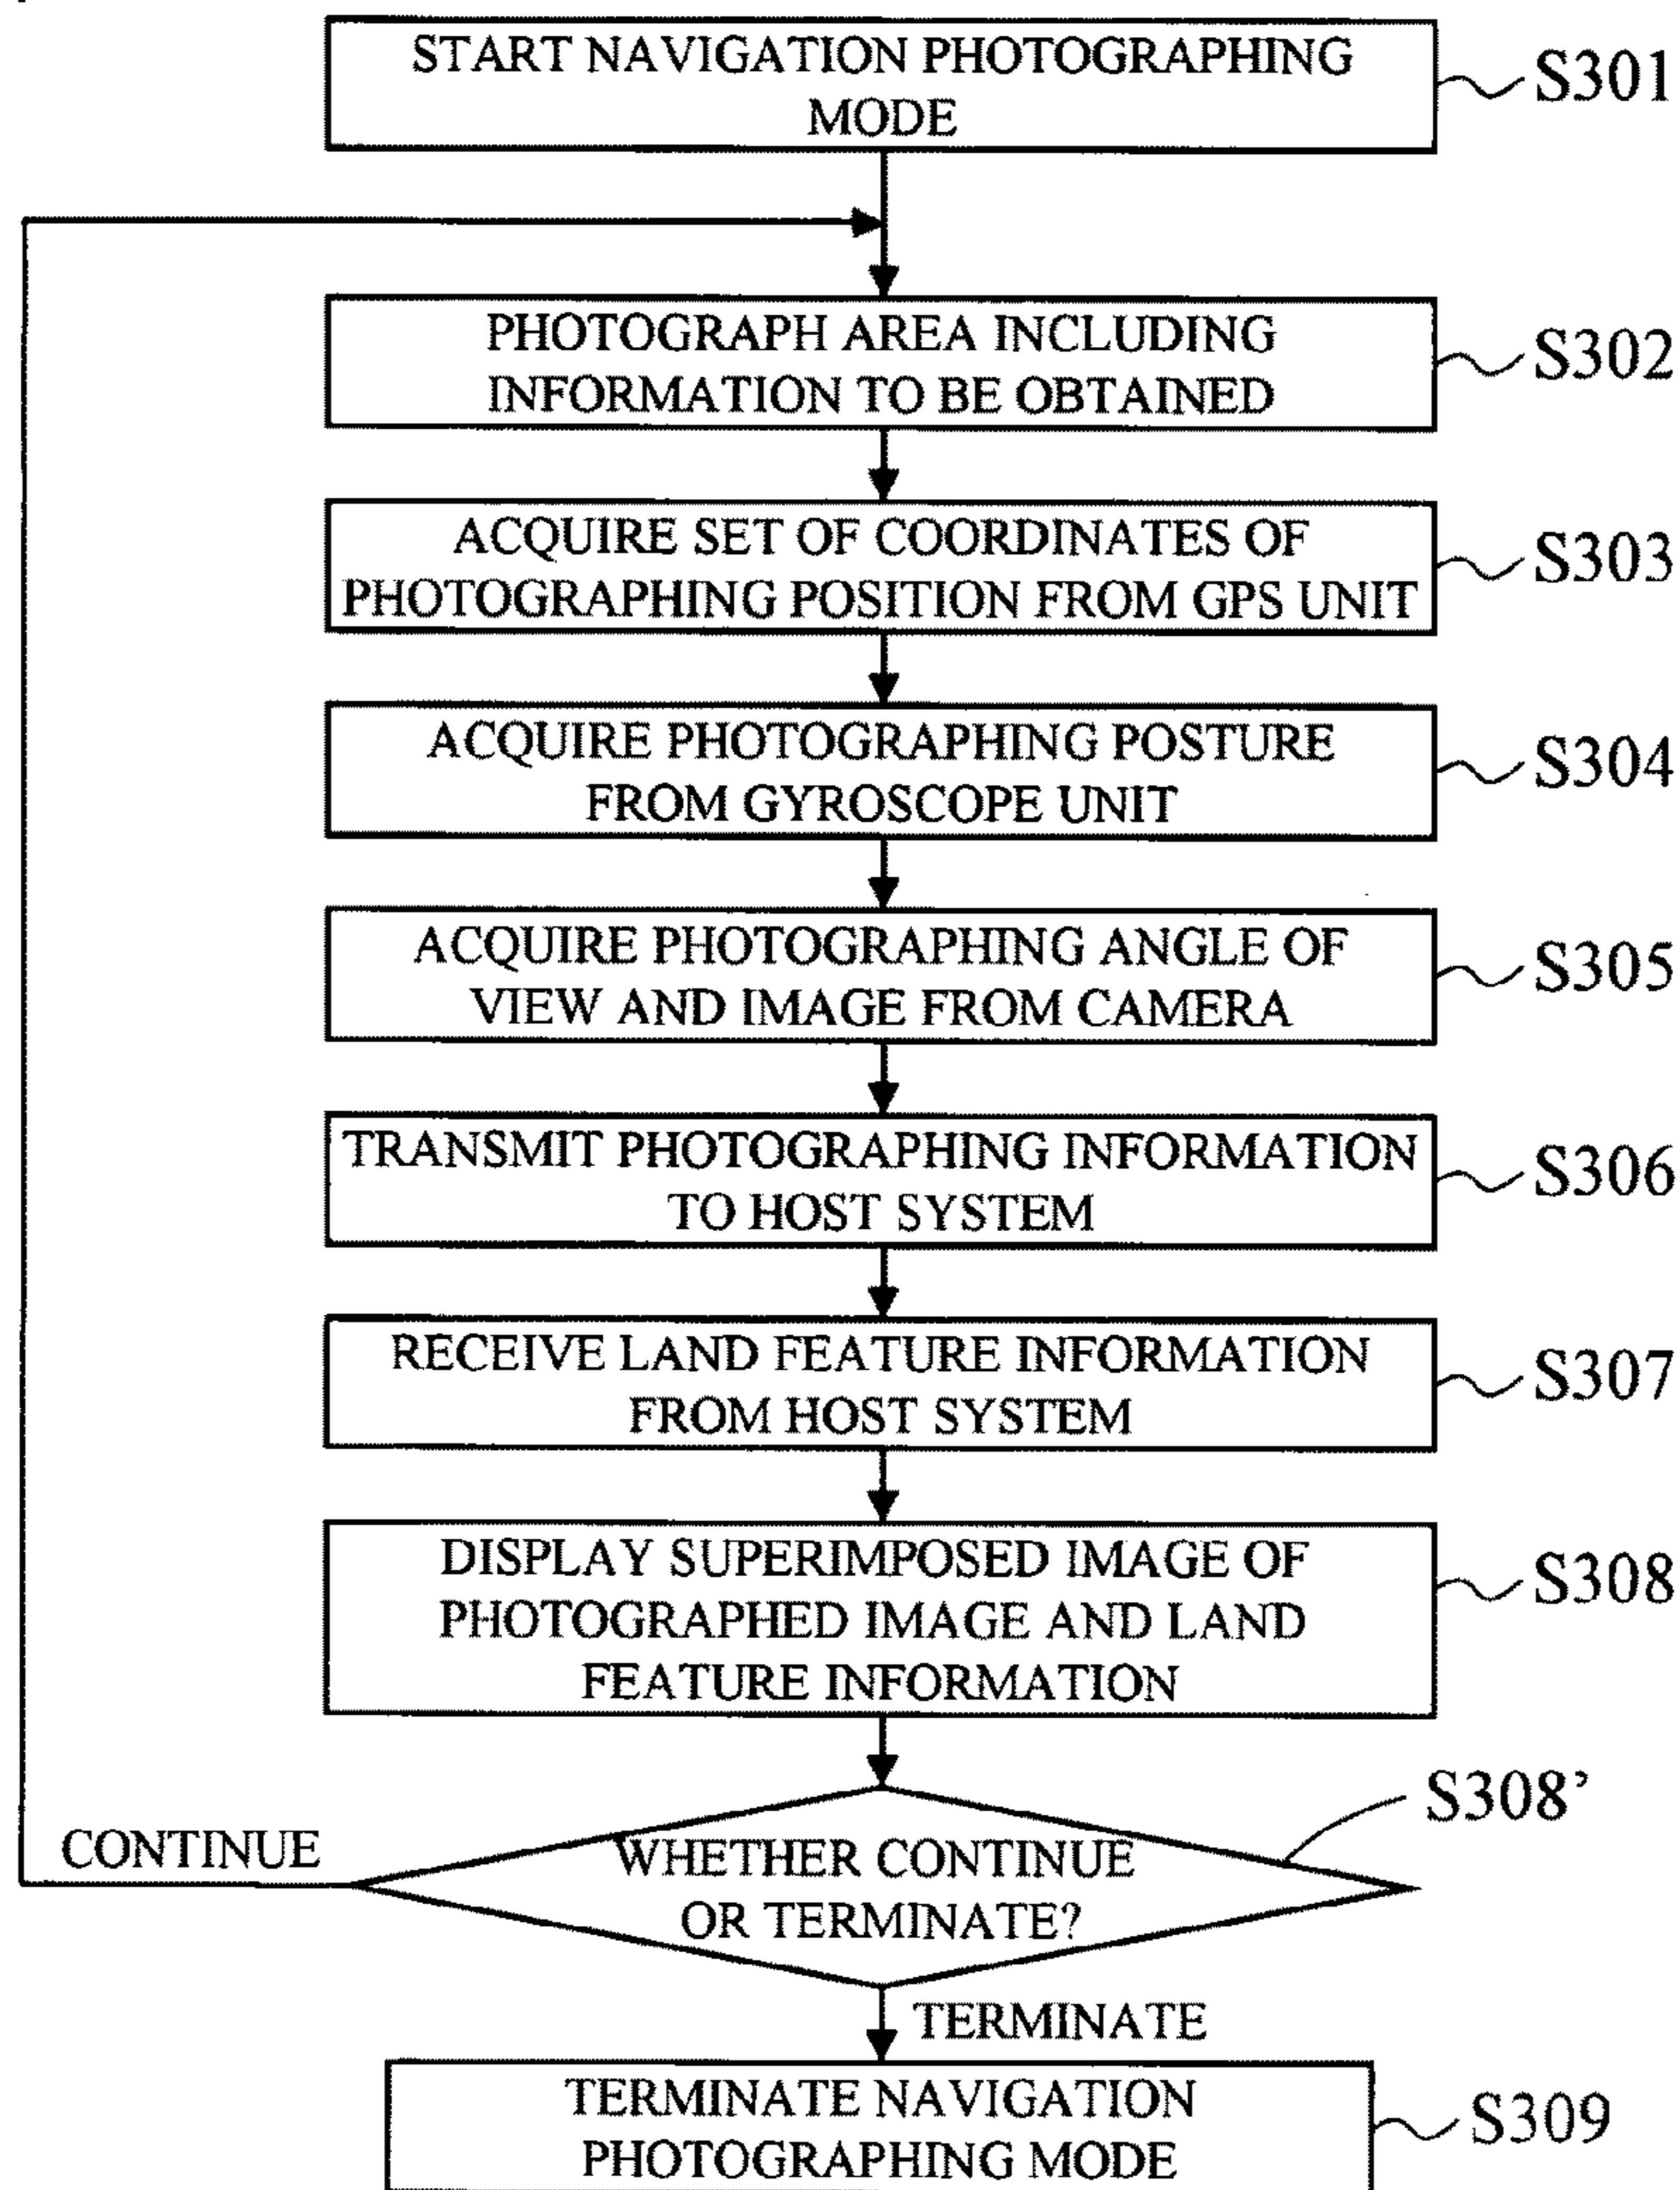 START NAVIGATION PHOTOGRAPHING
MODE
S301
PHOTOGRAPH AREA INCLUDING
INFORMATION TO BE OBTAINED
S302
ACQUIRE SET OF COORDINATES OF
PHOTOGRAPHING POSITION FROM GPS UNIT
S303
ACQUIRE PHOTOGRAPHING POSTURE
FROM GYROSCOPE UNIT
S304
ACQUIRE PHOTOGRAPHING ANGLE OF
VIEW AND IMAGE FROM CAMERA
S305
TRANSMIT PHOTOGRAPHING INFORMATION
TO HOST SYSTEM
S306
RECEIVE LAND FEATURE INFORMATION
FROM HOST SYSTEM
S307
DISPLAY SUPERIMPOSED IMAGE OF
PHOTOGRAPHED IMAGE AND LAND
FEATURE INFORMATION
S308
S308’
CONTINUE
WHETHER CONTINUE
OR TERMINATE?
TERMINATE
TERMINATE NAVIGATION
PHOTOGRAPHING MODE
S309